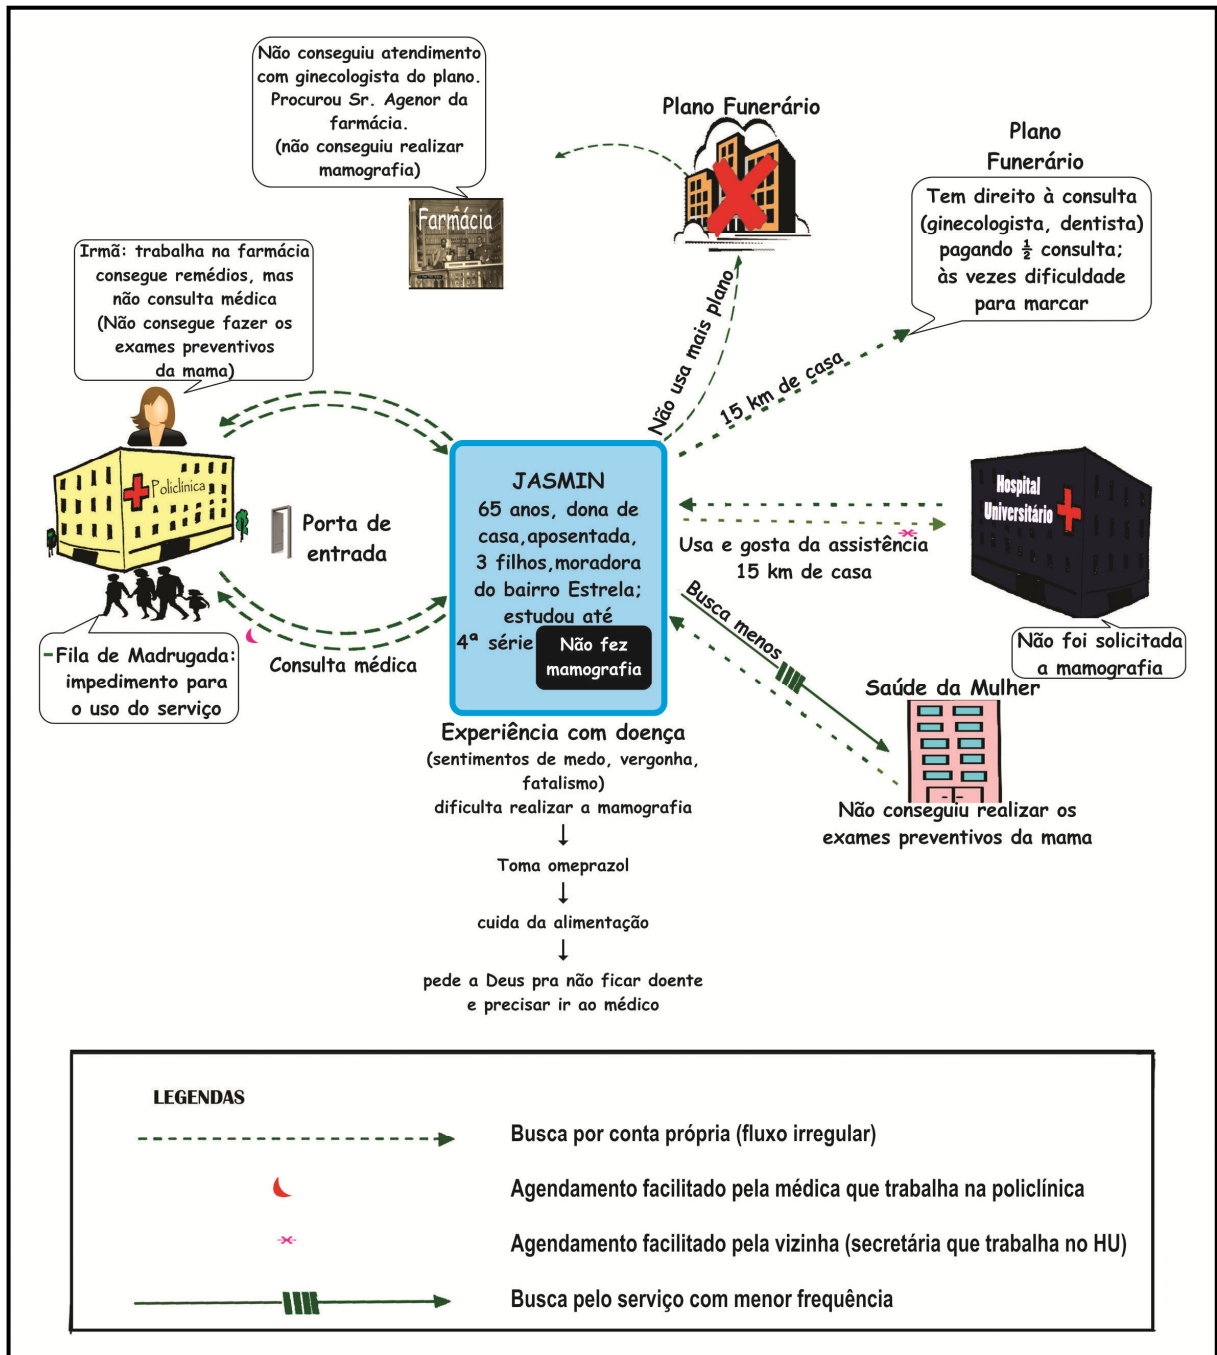 Não conseguiu atendimento
com ginecologista do plano.
Procurou Sr. Agenor da
farmácia.
(não conseguiu realizar
mamografia)
Farmácia
Plano Funerário
Plano
Funerário
Tem direito à consulta
(ginecologista, dentista)
pagando ½ consulta;
às vezes dificuldade
para marcar
Irmã: trabalha na farmácia
consegue remédios, mas
não consulta médica
(Não consegue fazer os
exames preventivos
da mama)
Não usa mais plano
15 km de casa
Policlínica
Porta de
entrada
JASMIN
65 anos, dona de
casa,aposentada,
3 filhos,moradora
do bairro Estrela;
estudou até
4ª série
Não fez
mamografia
Hospital
Universitário
Usa e gosta da assistência
15 km de casa
Não foi solicitada
a mamografia
Busca menos
Saúde da Mulher
Não conseguiu realizar os
exames preventivos da mama
Consulta médica
-Fila de Madrugada:
impedimento para
o uso do serviço
Experiência com doença
(sentimentos de medo, vergonha,
fatalismo)
dificulta realizar a mamografia
↓
Toma omeprazol
↓
cuida da alimentação
↓
pede a Deus pra não ficar doente
e precisar ir ao médico
LEGENDAS
Busca por conta própria (fluxo irregular)
Agendamento facilitado pela médica que trabalha na policlínica
Agendamento facilitado pela vizinha (secretária que trabalha no HU)
Busca pelo serviço com menor frequência